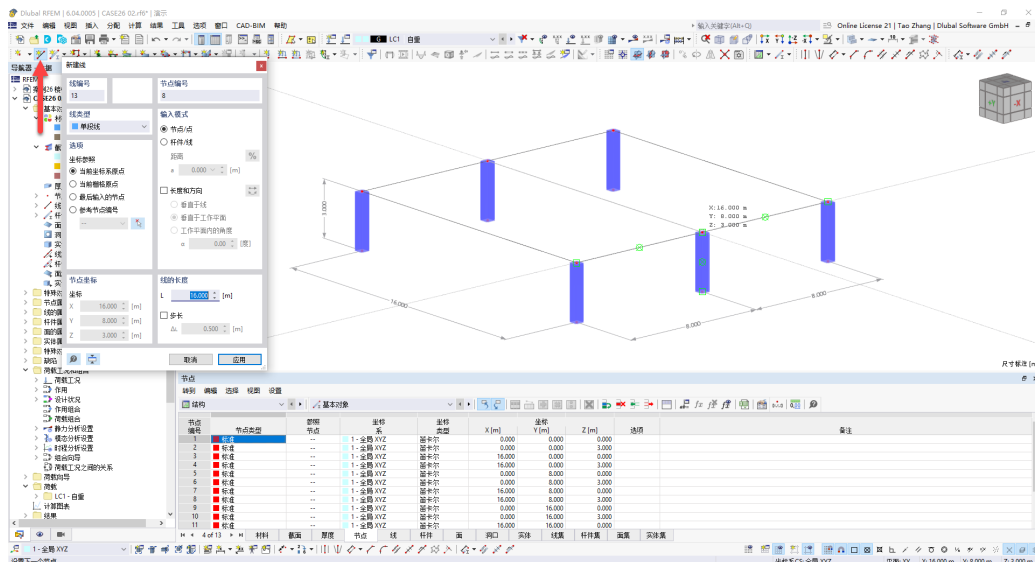 Dlubal RFEM | 6.04.0005 | CASE26 02.rf6* | 演示
文件 编辑 视图 插入 分配 计算 结果 工具 选项 窗口 CAD-BIM 帮助
输入关键字(Alt+Q)
Online License 21 | Tao Zhang | Dlubal Software GmbH
LC1 自重
导航器
新建线
线编号
13
节点编号
8
线类型
单段线
输入模式
节点/点
杆件/线
距离
0.000 [m]
选项
坐标参照
当前坐标系原点
当前栅格原点
最后输入的节点
参考节点编号
--
长度和方向
垂直于线
垂直于工作平面
工作平面内的角度
α 0.00 [度]
节点坐标
坐标
X 16.000 [m]
Y 8.000 [m]
Z 3.000 [m]
线的长度
L 16.000 [m]
步长
ΔL 0.500 [m]
取消
应用
荷载工况和组合
荷载工况
作用
设计状况
作用组合
荷载组合
静力分析设置
模态分析设置
时程分析设置
组合向导
荷载工况之间的关系
荷载向导
荷载
LC1 - 自重
计算图表
结果
X:16.000 m
Y: 8.000 m
Z: 3.000 m
3.000
16.000
8.000
8.000
+Y
-X
尺寸标注 [m
节点
转到 编辑 选择 视图 设置
结构
基本对象
节点编号 节点类型 参照节点 坐标系 坐标类型 坐标 X [m] Y [m] Z [m] 选项 备注
1 标准 -- 1 - 全局 XYZ 笛卡尔 0.000 0.000 0.000
2 标准 -- 1 - 全局 XYZ 笛卡尔 0.000 0.000 3.000
3 标准 -- 1 - 全局 XYZ 笛卡尔 16.000 0.000 0.000
4 标准 -- 1 - 全局 XYZ 笛卡尔 16.000 0.000 3.000
5 标准 -- 1 - 全局 XYZ 笛卡尔 0.000 8.000 0.000
6 标准 -- 1 - 全局 XYZ 笛卡尔 0.000 8.000 3.000
7 标准 -- 1 - 全局 XYZ 笛卡尔 16.000 8.000 0.000
8 标准 -- 1 - 全局 XYZ 笛卡尔 16.000 8.000 3.000
9 标准 -- 1 - 全局 XYZ 笛卡尔 0.000 16.000 0.000
10 标准 -- 1 - 全局 XYZ 笛卡尔 0.000 16.000 3.000
11 标准 -- 1 - 全局 XYZ 笛卡尔 16.000 16.000 0.000
4 of 13 材料 截面 厚度 节点 线 杆件 面 洞口 实体 线集 杆件集 面集 实体集
1 - 全局 XYZ
设置下一个节点
坐标系CS: 全局 XYZ
平面: XY X: 16.000 m Y: 8.000 m Z: 3.000 m